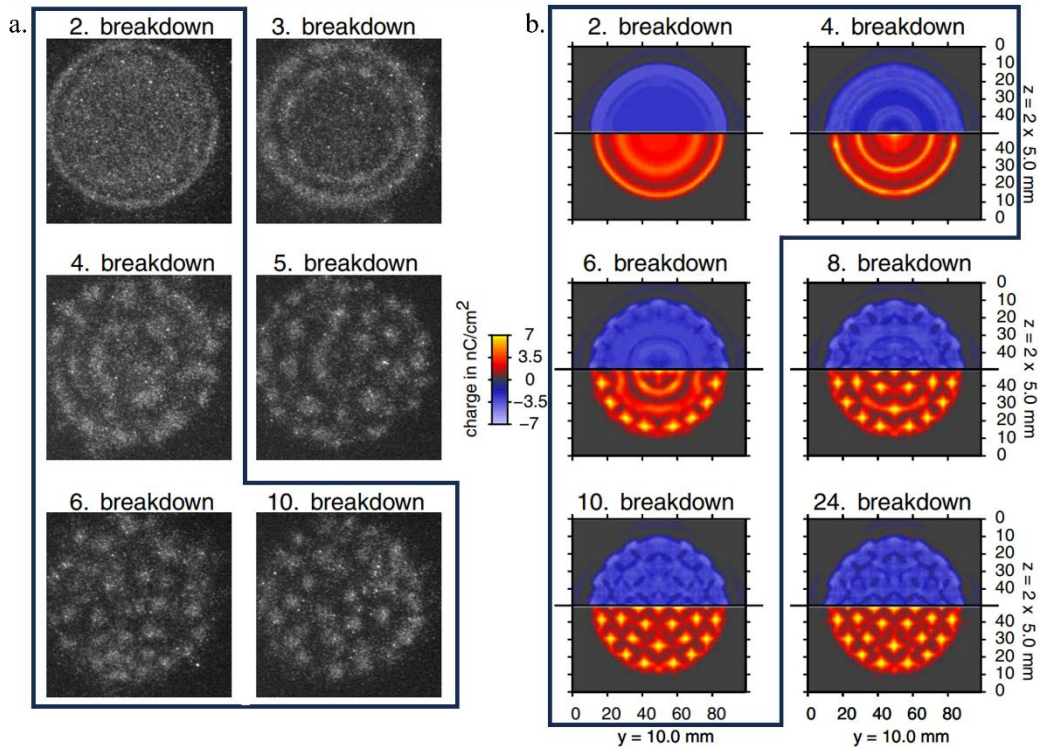 a.
2. breakdown
3. breakdown
4. breakdown
5. breakdown
6. breakdown
10. breakdown
charge in nC/cm²
7
3.5
0
−3.5
−7
b.
2. breakdown
4. breakdown
0
10
20
30
40
40
30
20
10
0
z = 2 x 5.0 mm
6. breakdown
8. breakdown
0
10
20
30
40
40
30
20
10
0
z = 2 x 5.0 mm
10. breakdown
24. breakdown
0
10
20
30
40
40
30
20
10
0
z = 2 x 5.0 mm
0 20 40 60 80
0 20 40 60 80
y = 10.0 mm
y = 10.0 mm